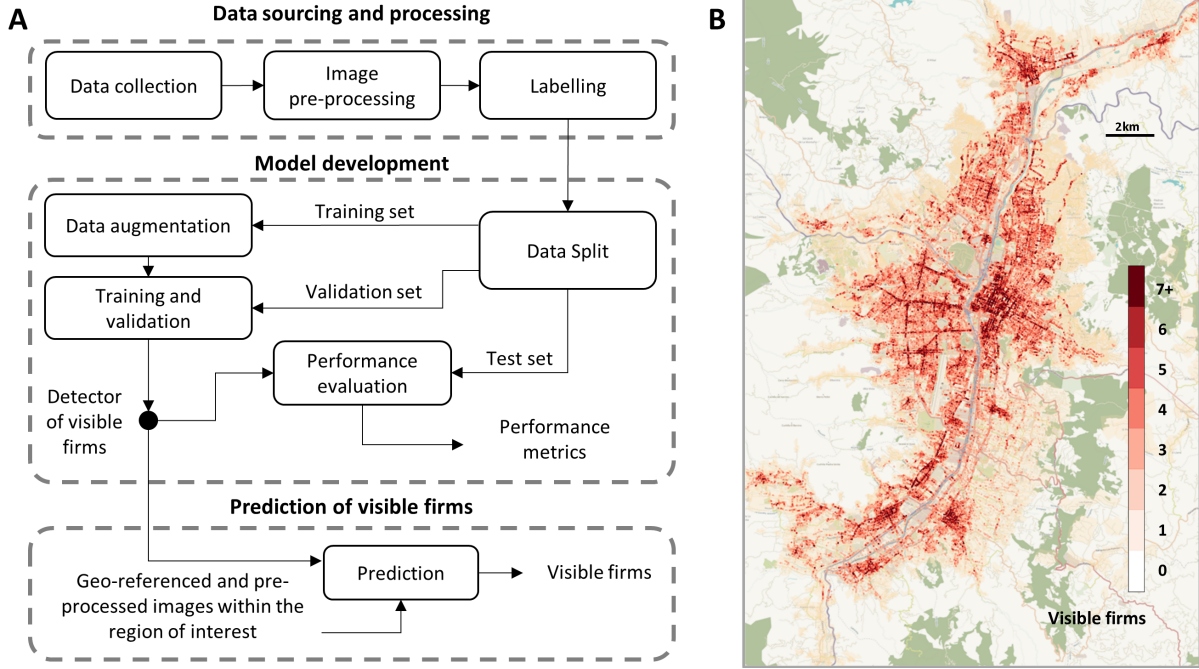 A
Data sourcing and processing
Data collection
Image
pre-processing
Labelling
Model development
Data augmentation
Training set
Data Split
Training and
validation
Validation set
Performance
evaluation
Test set
Detector
of visible
firms
Performance
metrics
Prediction of visible firms
Prediction
Visible firms
Geo-referenced and pre-
processed images within the
region of interest
B
2km
7+
6
5
4
3
2
1
0
Visible firms